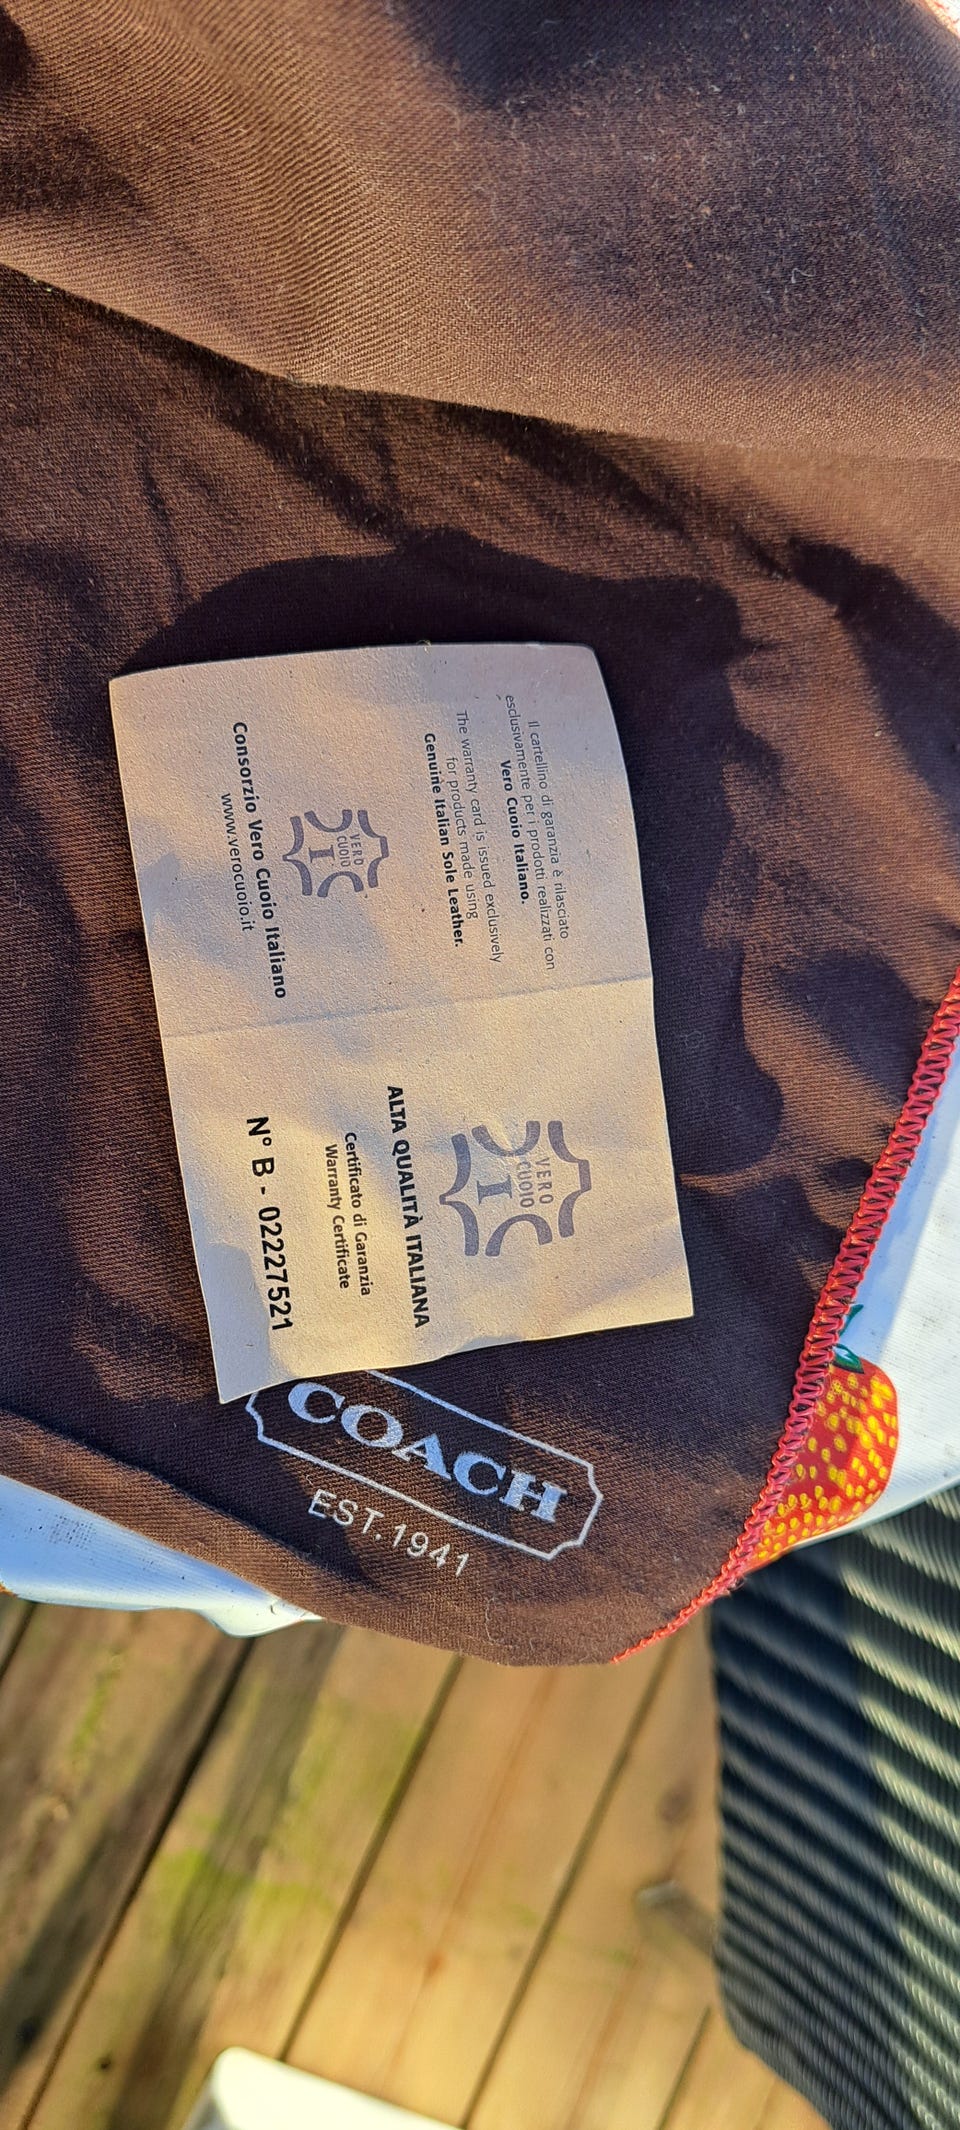 Il cartellino di garanzia è rilasciato
esclusivamente per i prodotti realizzati con
Vero Cuoio Italiano.
The warranty card is issued exclusively
for products made using
Genuine Italian Sole Leather.
VERO
CUOIO
I
Consorzio Vero Cuoio Italiano
www.verocuoio.it
VERO
CUOIO
I
ALTA QUALITÀ ITALIANA
Certificato di Garanzia
Warranty Certificate
N° B - 02227521
COACH
EST. 1941